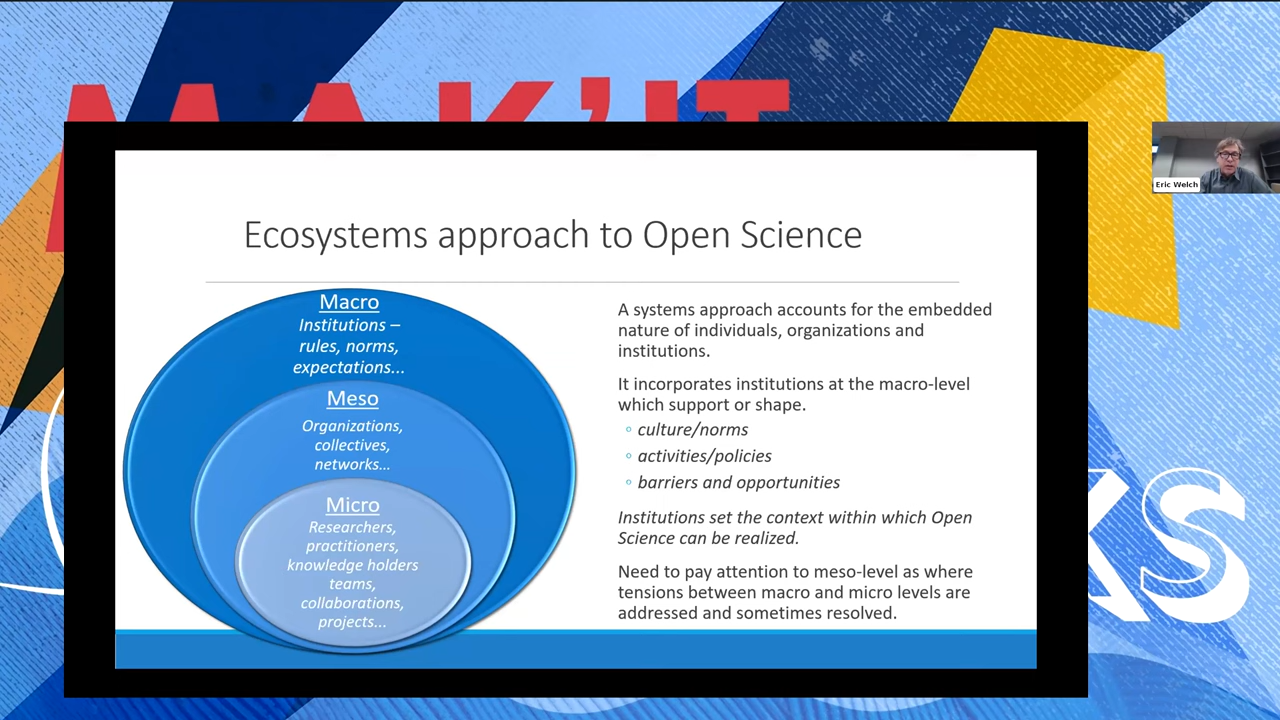 MAK'IT
Eric Welch
Ecosystems approach to Open Science
Macro
Institutions –
rules, norms,
expectations...
Meso
Organizations,
collectives,
networks...
Micro
Researchers,
practitioners,
knowledge holders
teams,
collaborations,
projects...
A systems approach accounts for the embedded
nature of individuals, organizations and
institutions.
It incorporates institutions at the macro-level
which support or shape.
◦ culture/norms
◦ activities/policies
◦ barriers and opportunities
Institutions set the context within which Open
Science can be realized.
Need to pay attention to meso-level as where
tensions between macro and micro levels are
addressed and sometimes resolved.